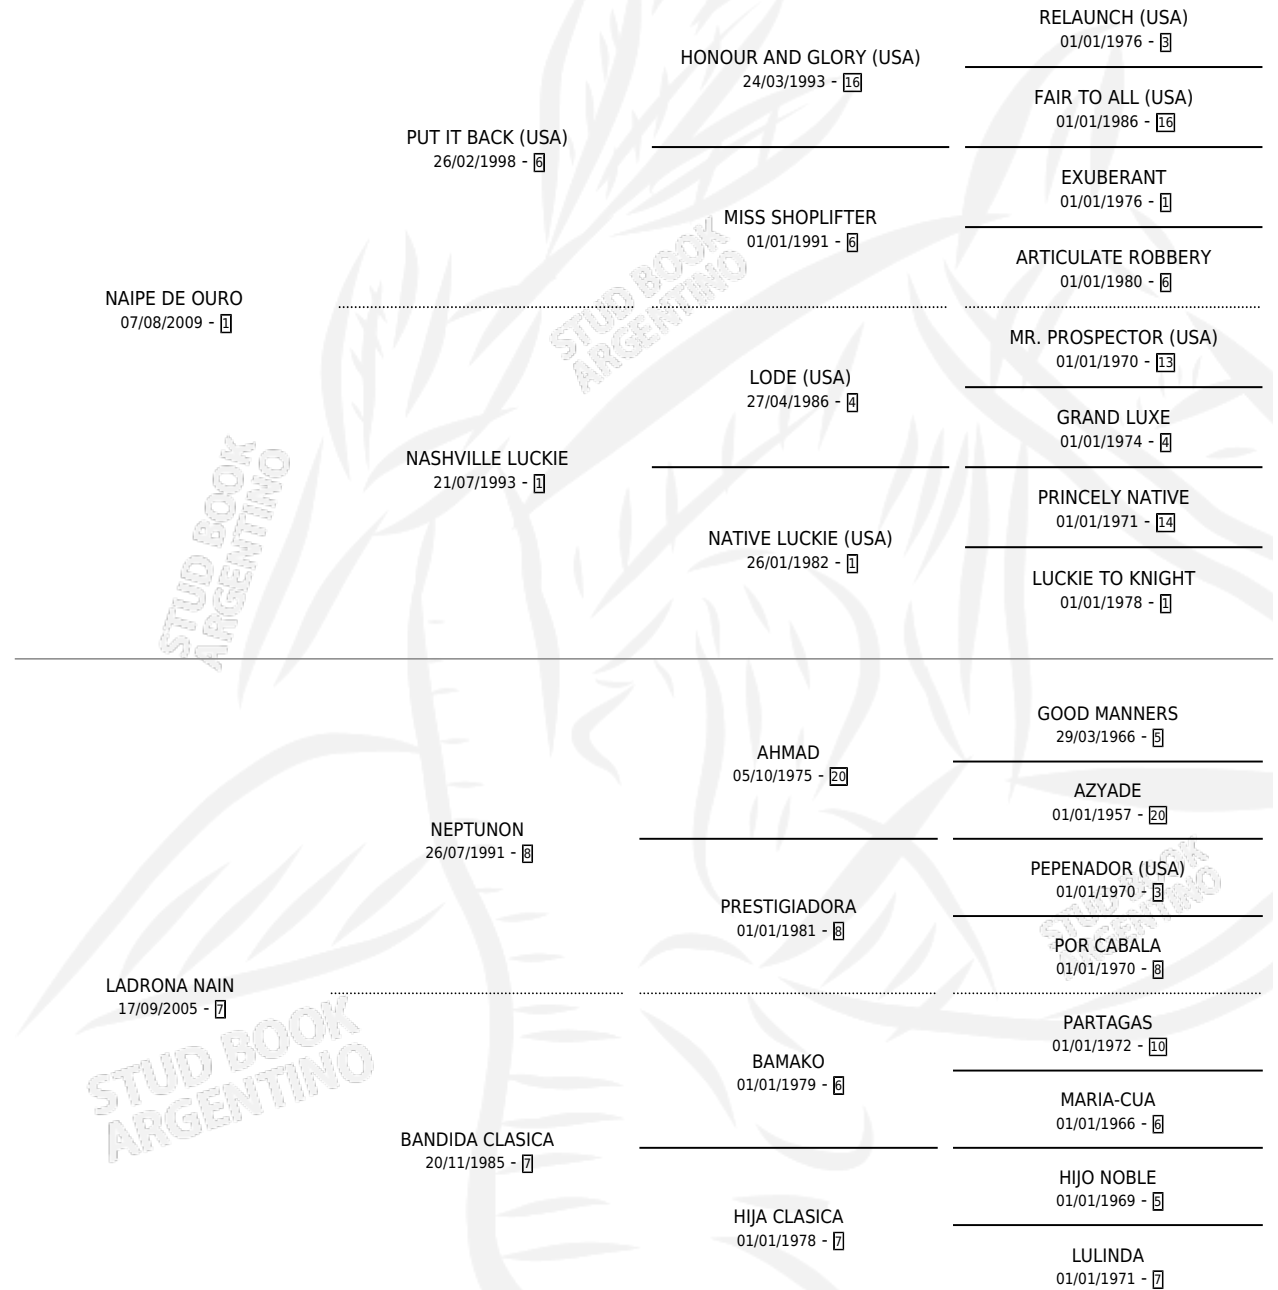 RELAUNCH (USA)
01/01/1976 - 3
HONOUR AND GLORY (USA)
24/03/1993 - 16
FAIR TO ALL (USA)
01/01/1986 - 16
PUT IT BACK (USA)
26/02/1998 - 6
EXUBERANT
01/01/1976 - 1
MISS SHOPLIFTER
01/01/1991 - 6
ARTICULATE ROBBERY
01/01/1980 - 6
NAIPE DE OURO
07/08/2009 - 1
MR. PROSPECTOR (USA)
01/01/1970 - 13
LODE (USA)
27/04/1986 - 4
GRAND LUXE
01/01/1974 - 4
NASHVILLE LUCKIE
21/07/1993 - 1
PRINCELY NATIVE
01/01/1971 - 14
NATIVE LUCKIE (USA)
26/01/1982 - 1
LUCKIE TO KNIGHT
01/01/1978 - 1
GOOD MANNERS
29/03/1966 - 5
AHMAD
05/10/1975 - 20
AZYADE
01/01/1957 - 20
NEPTUNON
26/07/1991 - 8
PEPENADOR (USA)
01/01/1970 - 3
PRESTIGIADORA
01/01/1981 - 8
POR CABALA
01/01/1970 - 8
LADRONA NAIN
17/09/2005 - 7
PARTAGAS
01/01/1972 - 10
BAMAKO
01/01/1979 - 6
MARIA-CUA
01/01/1966 - 6
BANDIDA CLASICA
20/11/1985 - 7
HIJO NOBLE
01/01/1969 - 5
HIJA CLASICA
01/01/1978 - 7
LULINDA
01/01/1971 - 7
STUD BOOK
ARGENTINO
STUD BOOK
ARGENTINO
STUD BOOK
ARGENTINO
STUD BOOK
ARGENTINO